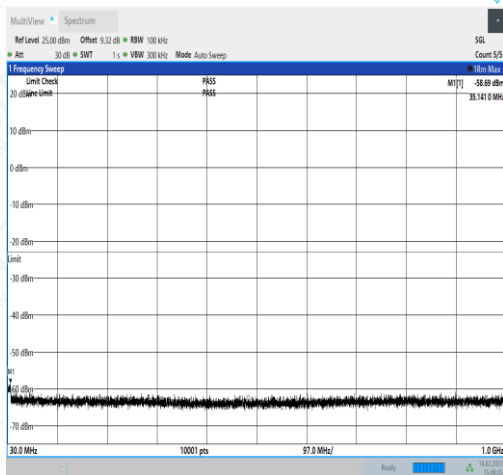 MultiView Spectrum
Ref Level 25.00 dBm Offset 9.32 dB RBW 100 kHz SGL
Att 30 dB SWT 1 s VBW 300 kHz Mode Auto Sweep Count 5/5
1 Frequency Sweep 1Rm Max
Limit Check PASS M1[1] -58.69 dBm
Line Limit PASS 35.141 0 MHz
20 dBm
10 dBm
0 dBm
-10 dBm
-20 dBm
Limit
-30 dBm
-40 dBm
-50 dBm
M1
-60 dBm
-70 dBm
30.0 MHz 10001 pts 97.0 MHz/ 1.0 GHz
Ready